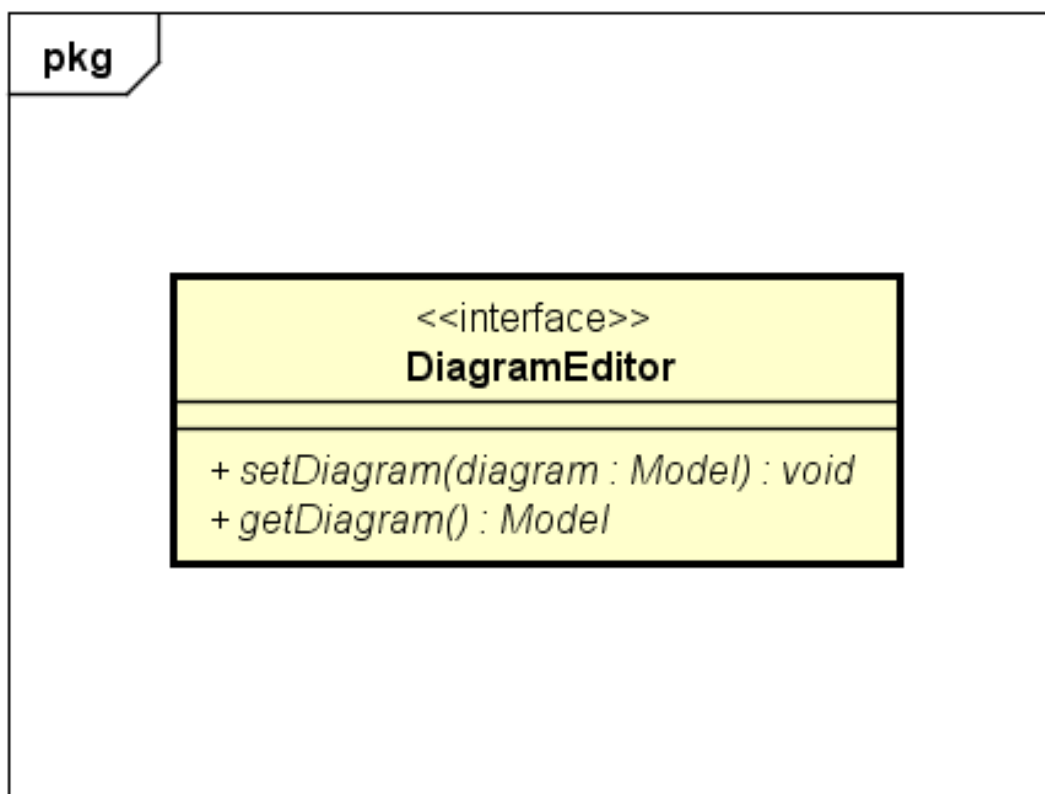 pkg
<<interface>>
DiagramEditor
+ setDiagram(diagram : Model) : void
+ getDiagram() : Model